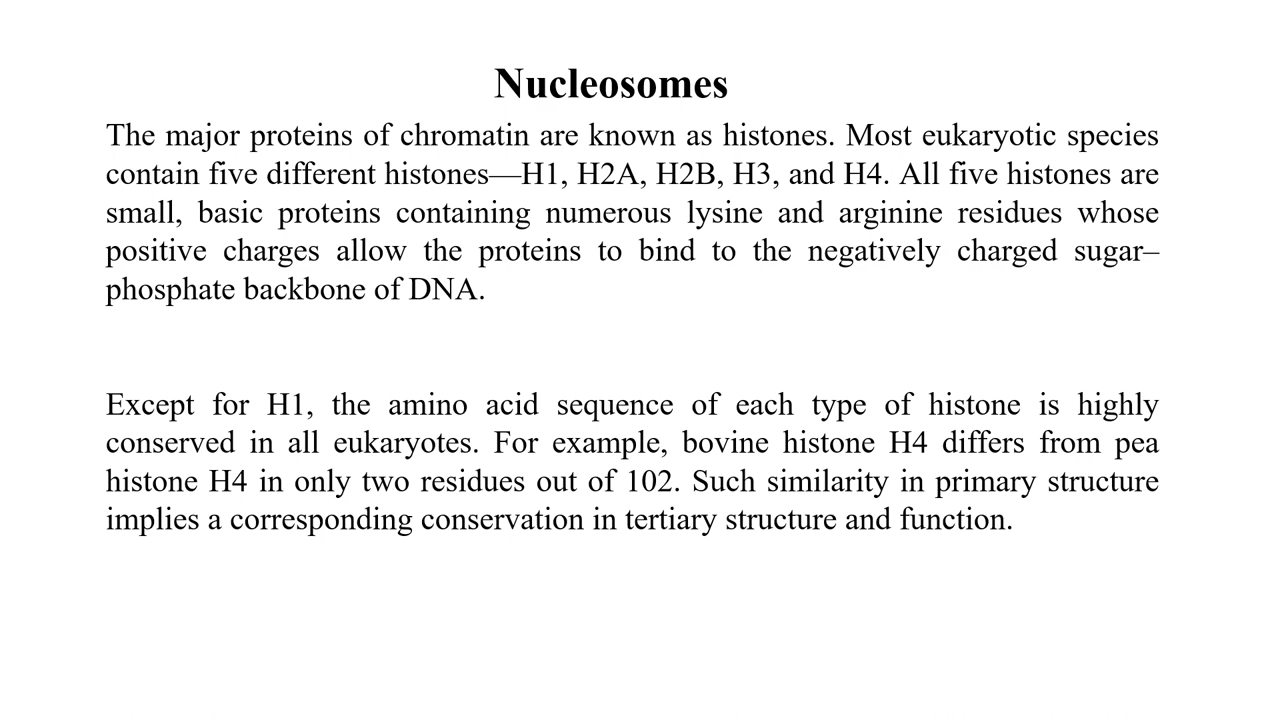 Nucleosomes
The major proteins of chromatin are known as histones. Most eukaryotic species
contain five different histones—H1, H2A, H2B, H3, and H4. All five histones are
small, basic proteins containing numerous lysine and arginine residues whose
positive charges allow the proteins to bind to the negatively charged sugar–
phosphate backbone of DNA.
Except for H1, the amino acid sequence of each type of histone is highly
conserved in all eukaryotes. For example, bovine histone H4 differs from pea
histone H4 in only two residues out of 102. Such similarity in primary structure
implies a corresponding conservation in tertiary structure and function.